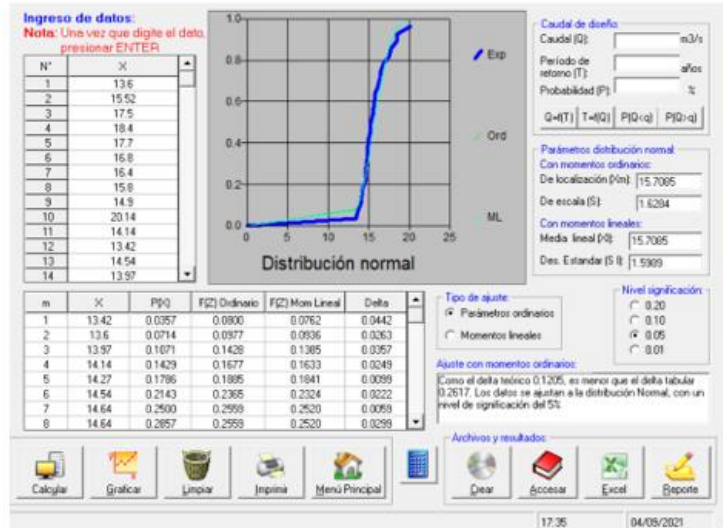 Ingreso de datos:
Nota: Una vez que digite el dato,
presionar ENTER
N° X
1 13.6
2 15.52
3 17.5
4 18.4
5 17.7
6 16.8
7 16.4
8 15.8
9 14.9
10 20.14
11 14.14
12 13.42
13 14.54
14 13.97
1.0
0.8
0.6
0.4
0.2
0.0
0 5 10 15 20 25
Exp
Ord
ML
Distribución normal
Caudal de diseño:
Caudal (Q): m3/s
Período de
retorno (T): años
Probabilidad (P): %
Q=f(T) T=f(Q) P(Q<q) P(Q>q)
Parámetros distribución normal:
Con momentos ordinarios:
De localización (Xm): 15.7085
De escala (S): 1.6284
Con momentos lineales:
Media lineal (Xl): 15.7085
Des. Estandar (S l): 1.5989
m X P(X) F(Z) Ordinario F(Z) Mom Lineal Delta
1 13.42 0.0357 0.0800 0.0762 0.0442
2 13.6 0.0714 0.0977 0.0936 0.0263
3 13.97 0.1071 0.1428 0.1385 0.0357
4 14.14 0.1429 0.1677 0.1633 0.0249
5 14.27 0.1786 0.1885 0.1841 0.0099
6 14.54 0.2143 0.2365 0.2324 0.0222
7 14.64 0.2500 0.2559 0.2520 0.0059
8 14.64 0.2857 0.2559 0.2520 0.0299
Tipo de ajuste:
Parámetros ordinarios
Momentos lineales
Nivel significación:
0.20
0.10
0.05
0.01
Ajuste con momentos ordinarios:
Como el delta teórico 0.1205, es menor que el delta tabular
0.2617. Los datos se ajustan a la distribución Normal, con un
nivel de significación del 5%
Calcular
Graficar
Limpiar
Imprimir
Menú Principal
Archivos y resultados:
Crear
Accesar
Excel
Reporte
17:35 04/09/2021